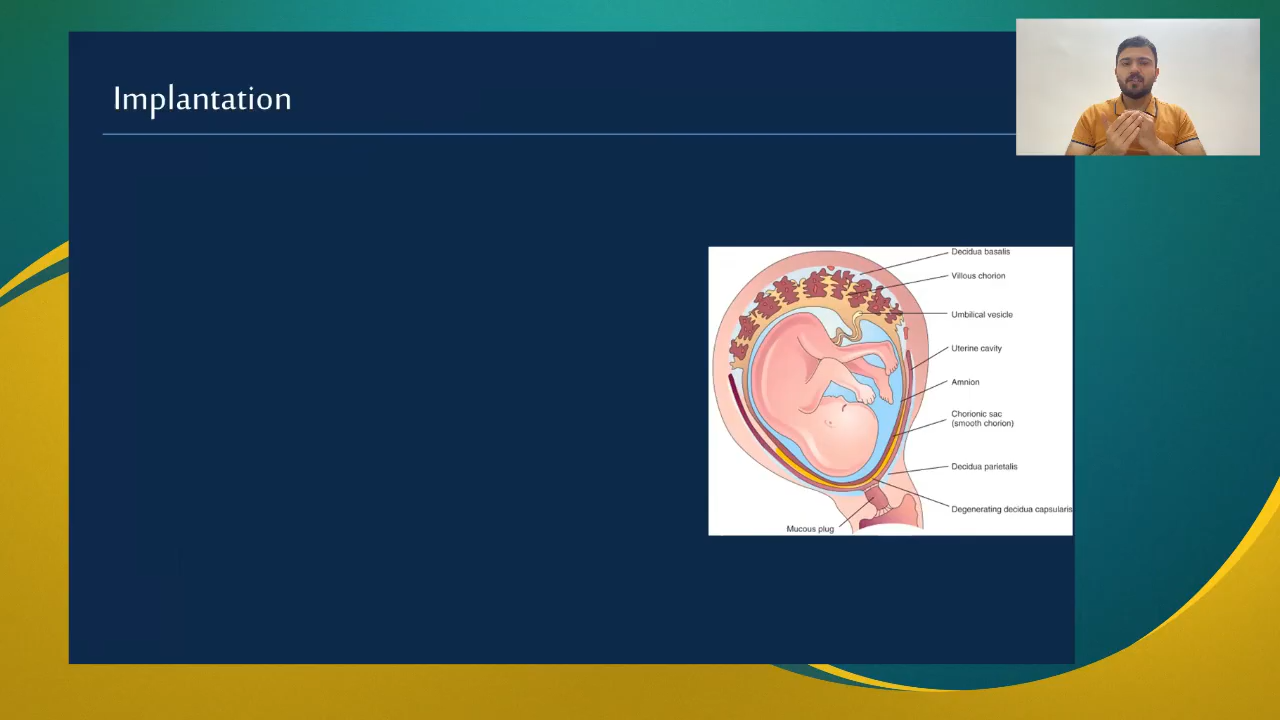 Implantation
Decidua basalis
Villous chorion
Umbilical vesicle
Uterine cavity
Amnion
Chorionic sac
(smooth chorion)
Decidua parietalis
Degenerating decidua capsularis
Mucous plug